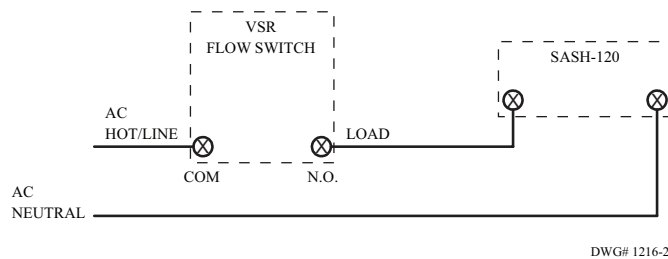 VSR
FLOW SWITCH
SASH-120
AC
HOT/LINE
LOAD
COM
N.O.
AC
NEUTRAL
DWG# 1216-2